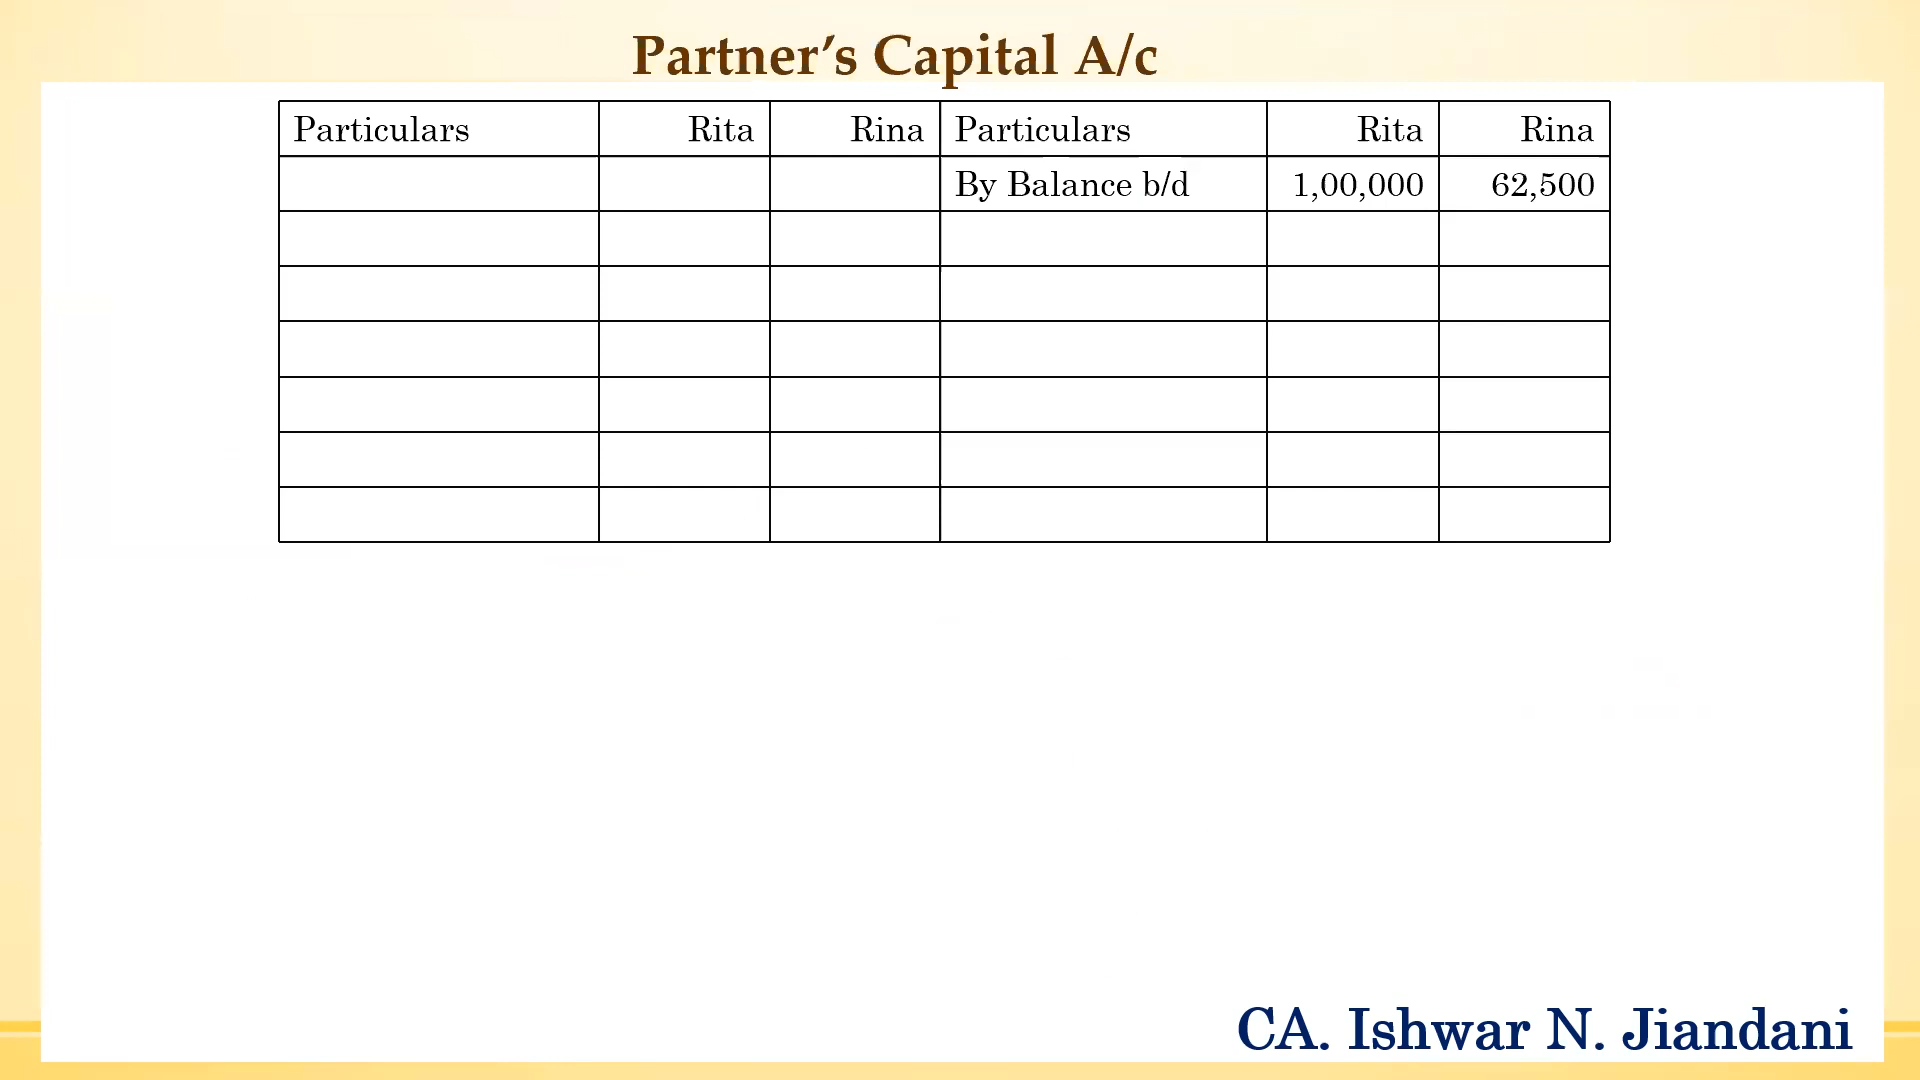 Partner’s Capital A/c
Particulars Rita Rina Particulars Rita Rina
By Balance b/d 1,00,000 62,500
CA. Ishwar N. Jiandani